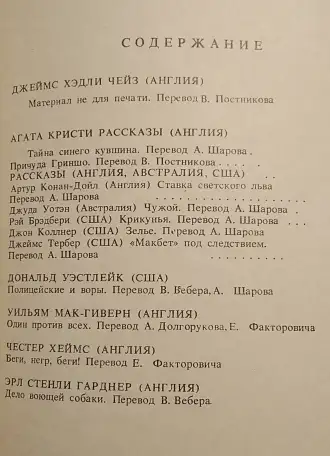 СОДЕРЖАНИЕ
ДЖЕЙМС ХЭДЛИ ЧЕЙЗ (АНГЛИЯ)
Материал не для печати. Перевод В. Постникова
АГАТА КРИСТИ РАССКАЗЫ (АНГЛИЯ)
Тайна синего кувшина. Перевод А. Шарова .
Причуда Гриншо. Перевод В. Постникова . . . .
РАССКАЗЫ (АНГЛИЯ, АВСТРАЛИЯ, США) . .
Артур Конан-Дойл (Англия) Ставка светского льва
Перевод А. Шарова . . . . . . . . . .
Джуда Уотэн (Австралия) Чужой. Перевод А. Шарова .
Рэй Брэдбери (США) Крикунья. Перевод А. Шарова . . .
Джон Коллнер (США) Зелье. Перевод А. Шарова
Джеймс Тербер (США) «Макбет» под следствием.
Перевод А. Шарова . . . . . . . . . .
ДОНАЛЬД УЭСТЛЕЙК (США)
Полицейские и воры. Перевод В. Вебера, А. Шарова
УИЛЬЯМ МАК-ГИВЕРН (АНГЛИЯ)
Один против всех. Перевод А. Долгорукова, Е. Факторовича
ЧЕСТЕР ХЕЙМС (АНГЛИЯ)
Беги, негр, беги! Перевод Е. Факторовича
ЭРЛ СТЕНЛИ ГАРДНЕР (АНГЛИЯ)
Дело воющей собаки. Перевод В. Вебера